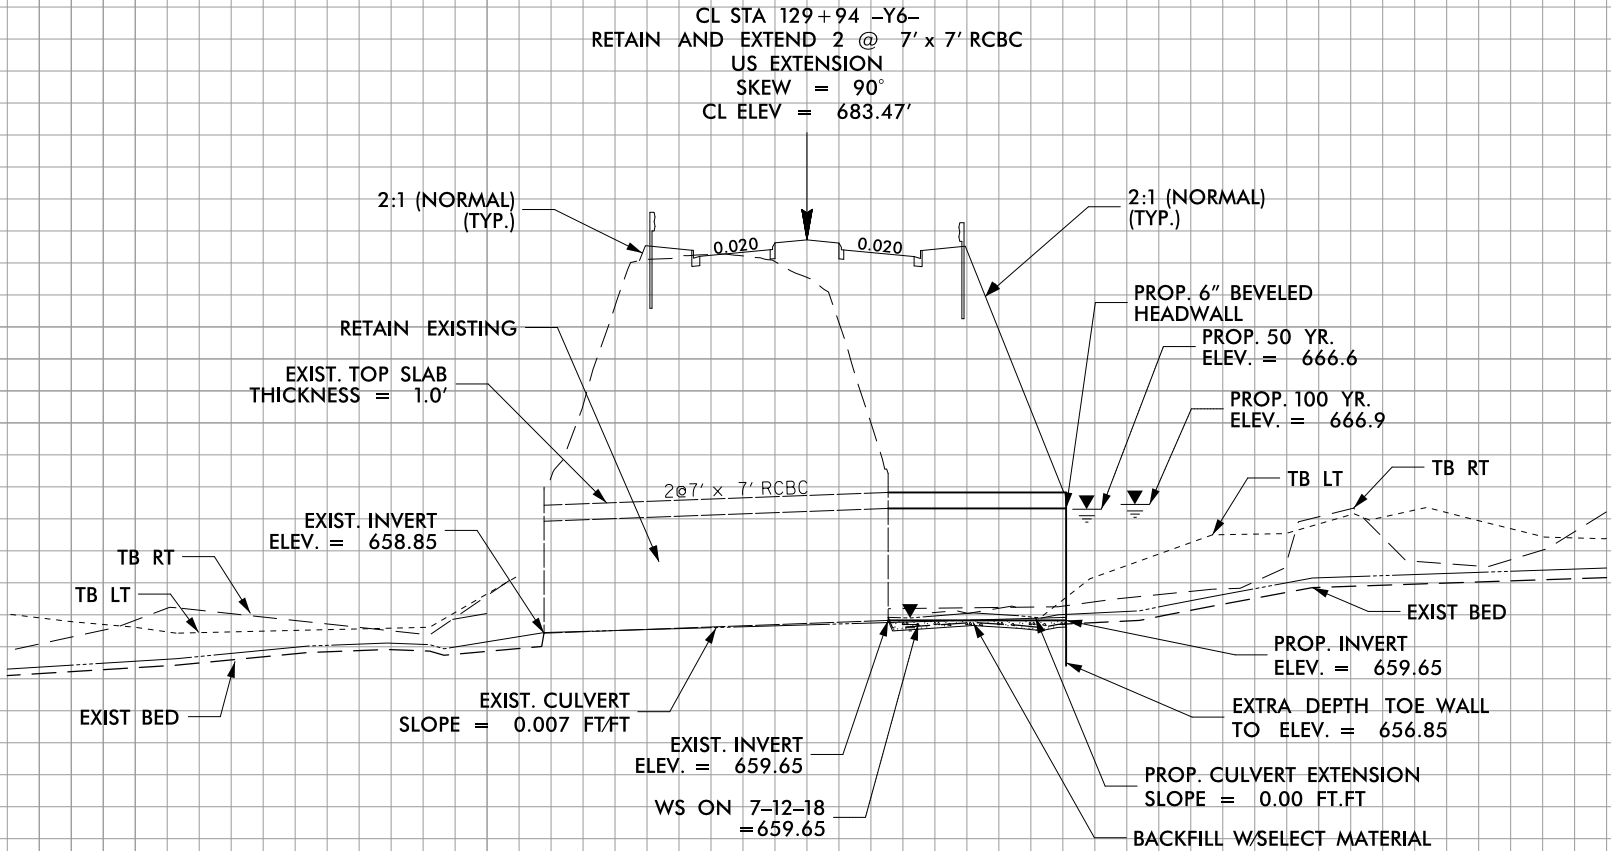 CL STA 129+94 -Y6-
RETAIN AND EXTEND 2 @ 7' x 7' RCBC
US EXTENSION
SKEW = 90°
CL ELEV = 683.47'
2:1 (NORMAL)
(TYP.)
0.020
0.020
2:1 (NORMAL)
(TYP.)
RETAIN EXISTING
EXIST. TOP SLAB
THICKNESS = 1.0'
PROP. 6" BEVELED
HEADWALL
PROP. 50 YR.
ELEV. = 666.6
PROP. 100 YR.
ELEV. = 666.9
TB RT
TB LT
2@7' x 7' RCBC
EXIST. INVERT
ELEV. = 658.85
TB RT
TB LT
EXIST BED
EXIST BED
PROP. INVERT
ELEV. = 659.65
EXTRA DEPTH TOE WALL
TO ELEV. = 656.85
EXIST. CULVERT
SLOPE = 0.007 FT/FT
EXIST. INVERT
ELEV. = 659.65
PROP. CULVERT EXTENSION
SLOPE = 0.00 FT.FT
WS ON 7-12-18
=659.65
BACKFILL W/SELECT MATERIAL